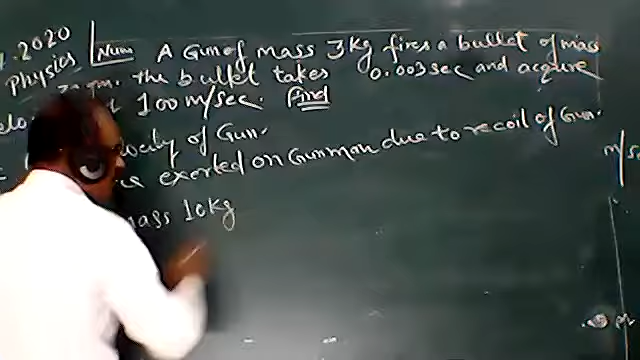 .2020
Physics Num A Gun of mass 3Kg fires a bullet of mass
gm. The bullet takes 0.003 sec and acquire
100 m/sec. Find
of Gun.
exerted on Gunman due to recoil of Gun.
mass 10Kg